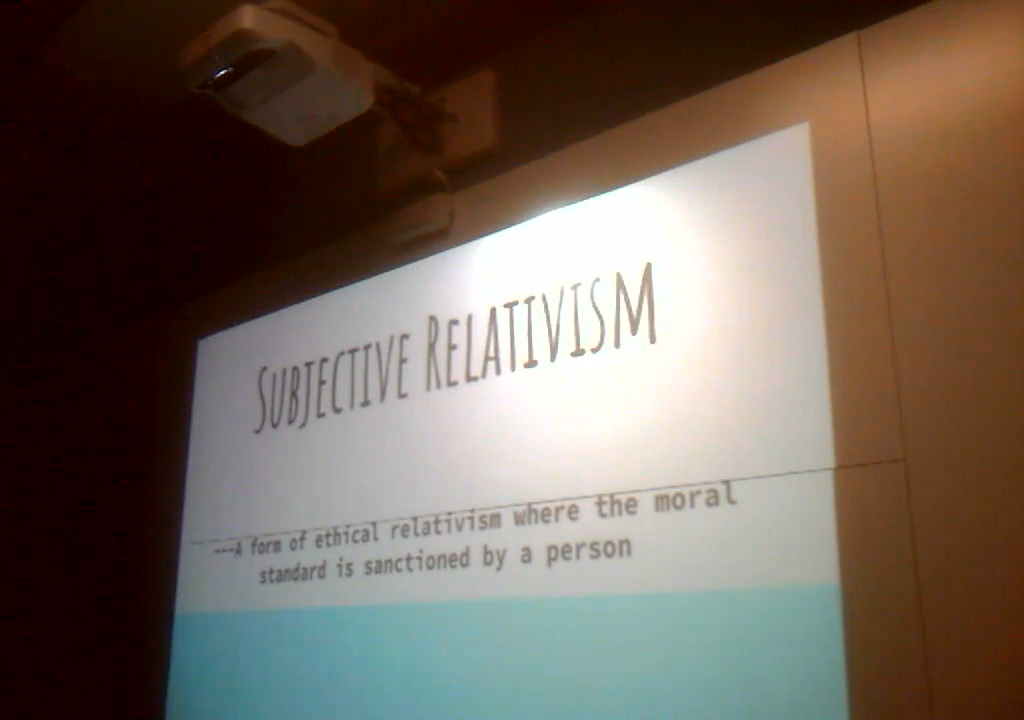 SUBJECTIVE RELATIVISM
---A form of ethical relativism where the moral
standard is sanctioned by a person